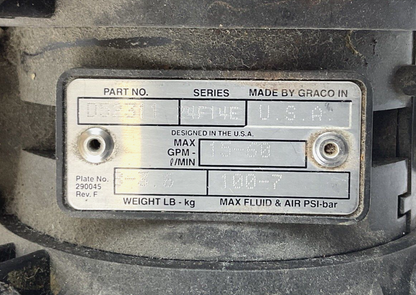 PART NO. SERIES MADE BY GRACO IN
4F14E U.S.A
DESIGNED IN THE U.S.A.
MAX
GPM -
ℓ/MIN
Plate No.
290045
Rev. F
100-7
WEIGHT LB - kg MAX FLUID & AIR PSI-bar